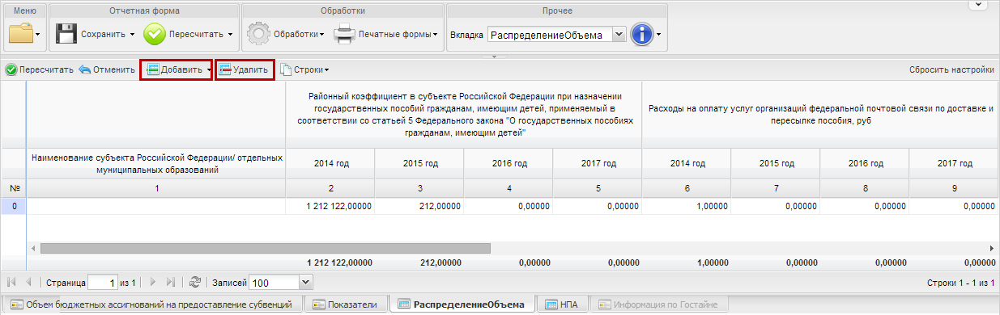 Меню
Отчетная форма
Обработки
Прочее
Сохранить
Пересчитать
Обработки
Печатные формы
Вкладка
РаспределениеОбъема
Пересчитать
Отменить
Добавить
Удалить
Строки
Сбросить настройки
Районный коэффициент в субъекте Российской Федерации при назначении
государственных пособий гражданам, имеющим детей, применяемый в
соответствии со статьей 5 Федерального закона "О государственных пособиях
гражданам, имеющим детей"
Расходы на оплату услуг организаций федеральной почтовой связи по доставке и
пересылке пособия, руб
Наименование субъекта Российской Федерации/ отдельных
муниципальных образований
2014 год
2015 год
2016 год
2017 год
2014 год
2015 год
2016 год
2017 год
№
1
2
3
4
5
6
7
8
9
0
1 212 122,00000
212,00000
0,00000
0,00000
1,00000
0,00000
0,00000
0,00000
1 212 122,00000
212,00000
0,00000
0,00000
1,00000
0,00000
0,00000
0,00000
Страница
1
из 1
Записей
100
Строки 1 - 1 из 1
Объем бюджетных ассигнований на предоставление субвенций
Показатели
РаспределениеОбъема
НПА
Информация по Гостайне